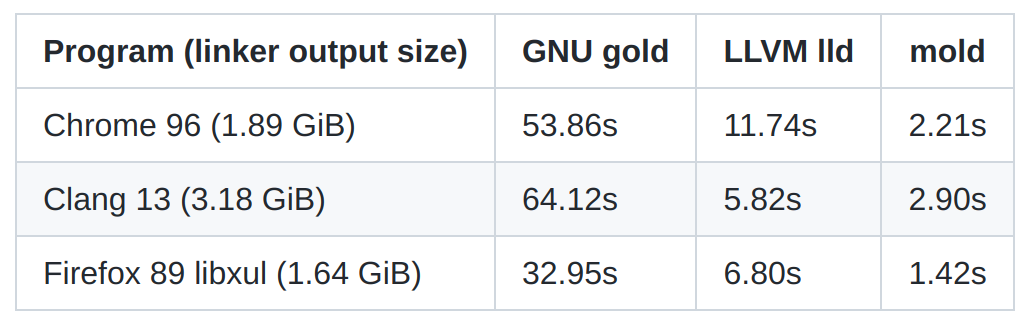 Program (linker output size) GNU gold LLVM lld mold
Chrome 96 (1.89 GiB) 53.86s 11.74s 2.21s
Clang 13 (3.18 GiB) 64.12s 5.82s 2.90s
Firefox 89 libxul (1.64 GiB) 32.95s 6.80s 1.42s